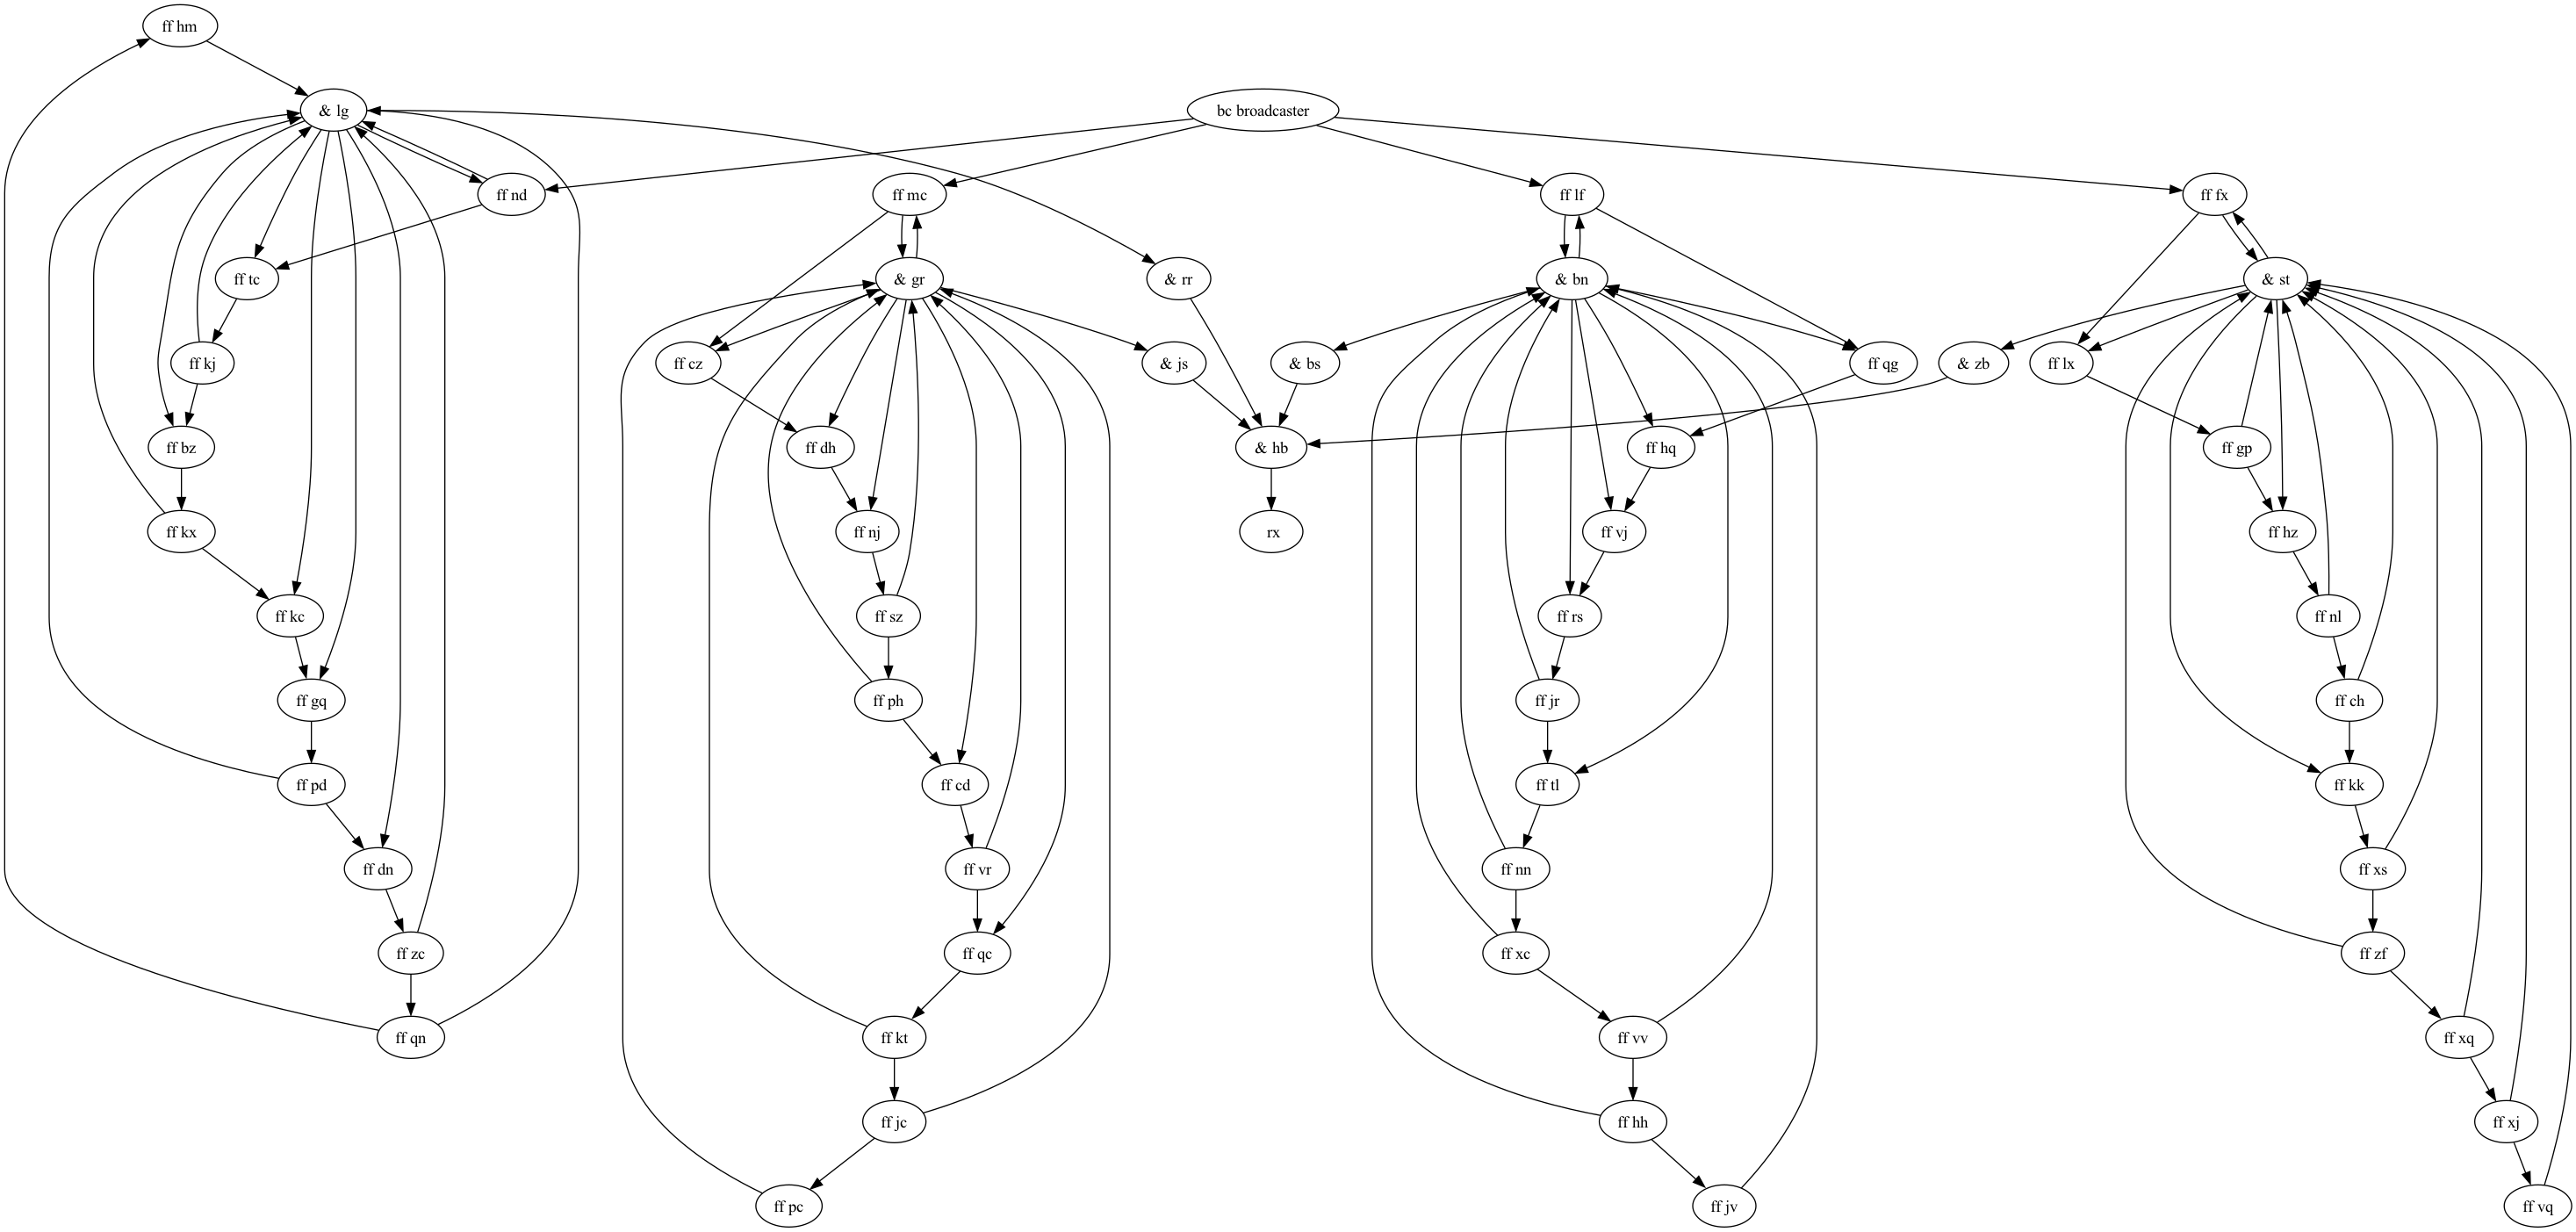 ff hm
& lg
bc broadcaster
ff nd
ff mc
ff lf
ff fx
ff tc
& gr
& rr
& bn
& st
ff kj
ff cz
& js
& bs
ff qg
& zb
ff lx
ff bz
ff dh
& hb
ff hq
ff gp
ff kx
ff nj
rx
ff vj
ff hz
ff kc
ff sz
ff rs
ff nl
ff gq
ff ph
ff jr
ff ch
ff pd
ff cd
ff tl
ff kk
ff dn
ff vr
ff nn
ff xs
ff zc
ff qc
ff xc
ff zf
ff qn
ff kt
ff vv
ff xq
ff jc
ff hh
ff xj
ff pc
ff jv
ff vq